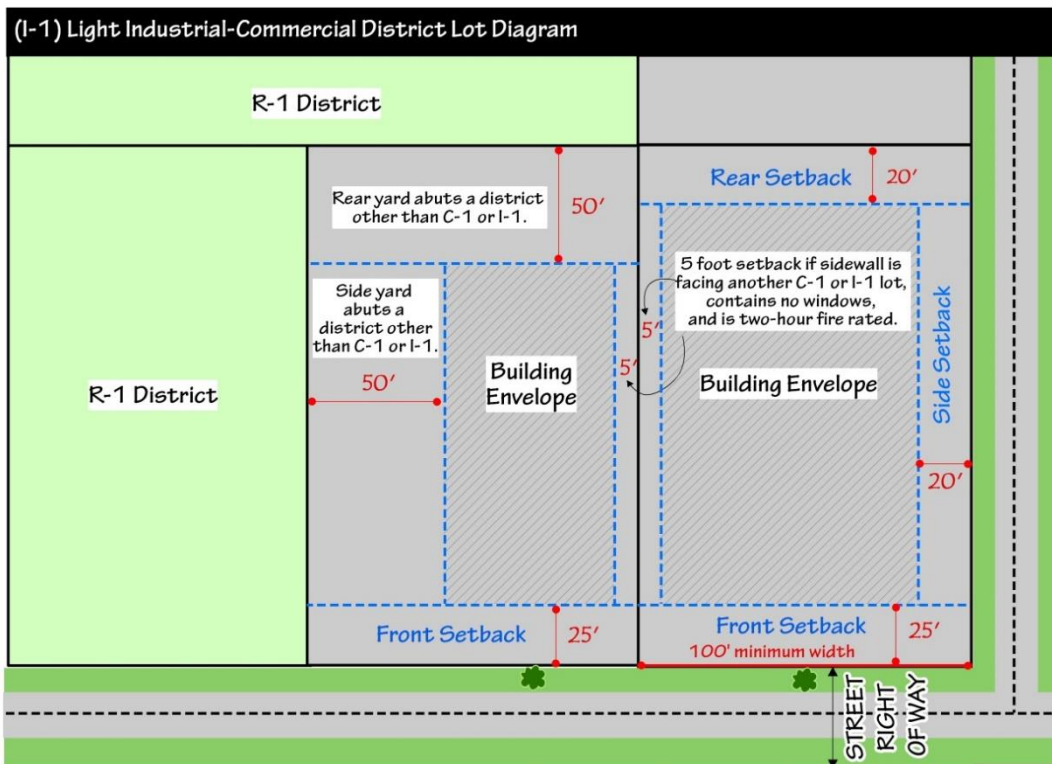 (I-1) Light Industrial-Commercial District Lot Diagram
R-1 District
Rear yard abuts a district
other than C-1 or I-1.
50'
Rear Setback
20'
Side yard
abuts a
district other
than C-1 or I-1.
50'
5 foot setback if sidewall is
facing another C-1 or I-1 lot,
contains no windows,
and is two-hour fire rated.
5'
5'
R-1 District
Building
Envelope
Building Envelope
Side Setback
20'
Front Setback
25'
Front Setback
25'
100' minimum width
STREET
RIGHT
OF WAY